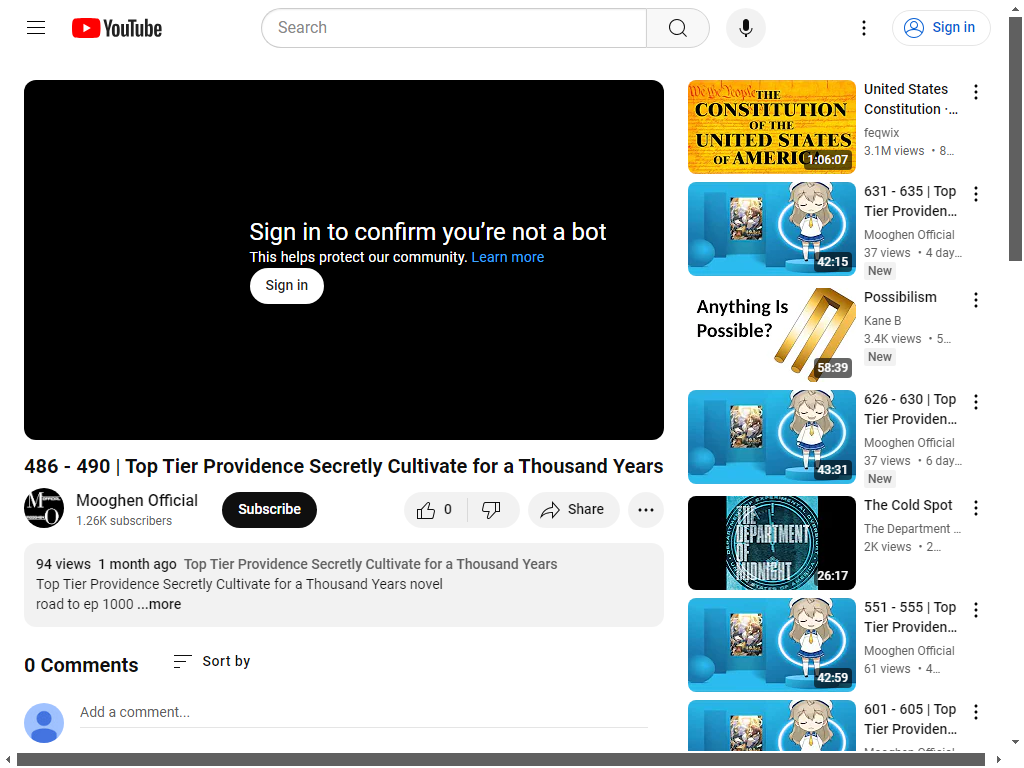 YouTube
Search
Sign in
Sign in to confirm you’re not a bot
This helps protect our community. Learn more
Sign in
486 - 490 | Top Tier Providence Secretly Cultivate for a Thousand Years
Mooghen Official
1.26K subscribers
Subscribe
0
Share
94 views 1 month ago Top Tier Providence Secretly Cultivate for a Thousand Years
Top Tier Providence Secretly Cultivate for a Thousand Years novel
road to ep 1000 ...more
0 Comments
Sort by
Add a comment...
We the People
THE
CONSTITUTION
OF THE
UNITED STATES
OF AMERIC
1:06:07
United States
Constitution ·...
feqwix
3.1M views • 8...
42:15
631 - 635 | Top
Tier Providen...
Mooghen Official
37 views • 4 day...
New
Anything Is
Possible?
58:39
Possibilism
Kane B
3.4K views • 5...
New
43:31
626 - 630 | Top
Tier Providen...
Mooghen Official
37 views • 6 day...
New
THE
DEPARTMENT
OF
MIDNIGHT
26:17
The Cold Spot
The Department ...
2K views • 2...
42:59
551 - 555 | Top
Tier Providen...
Mooghen Official
61 views • 4...
601 - 605 | Top
Tier Providen...
Mooghen Official